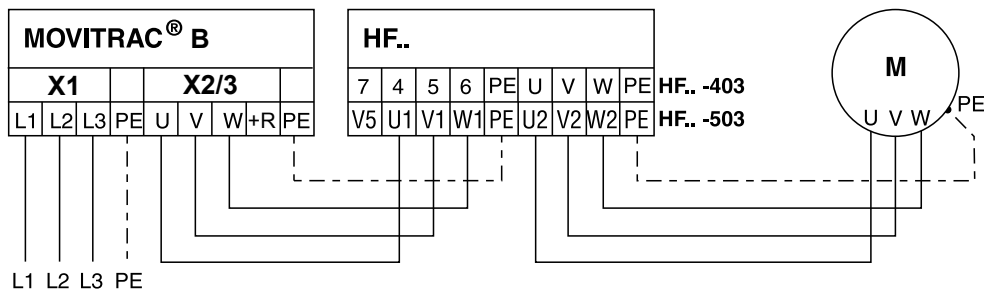 MOVITRAC® B HF.. M
X1 X2/3 7 4 5 6 PE U V W PE HF.. -403
L1 L2 L3 PE U V W +R PE V5 U1 V1 W1 PE U2 V2 W2 PE HF.. -503 U V W PE
L1 L2 L3 PE